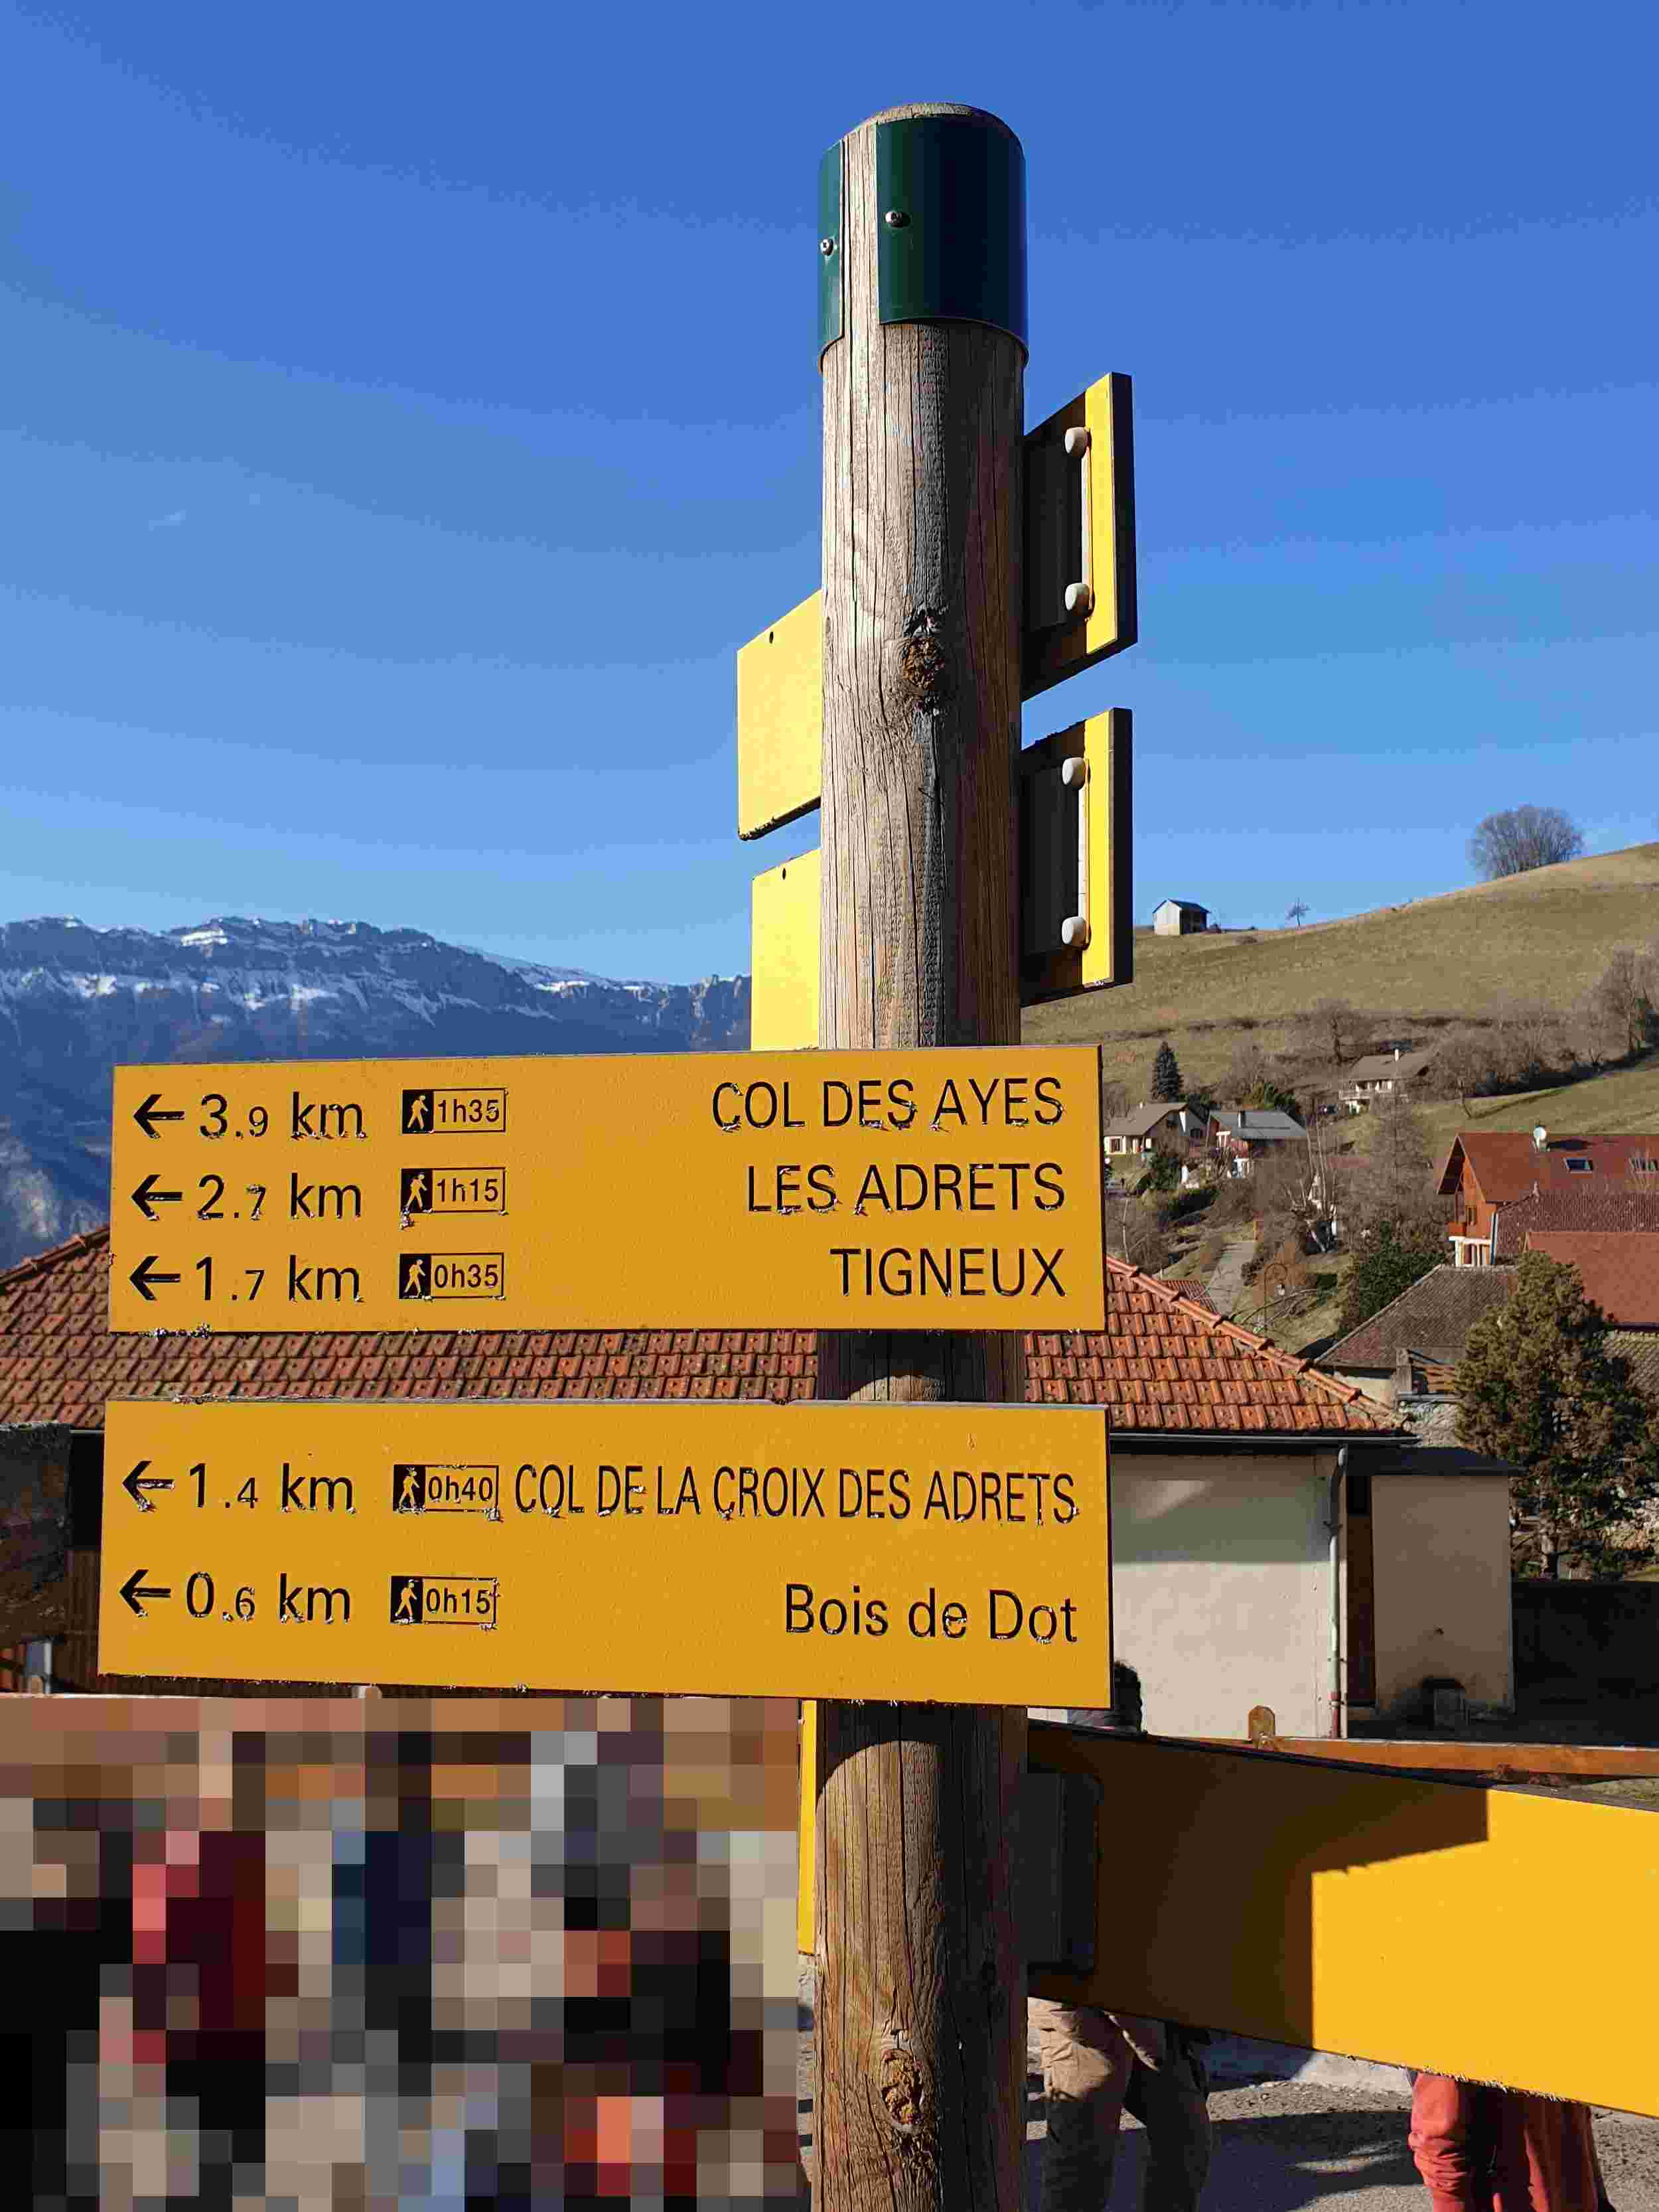 ← 3.9 km 1h35 COL DES AYES
← 2.7 km 1h15 LES ADRETS
← 1.7 km 0h35 TIGNEUX
← 1.4 km 0h40 COL DE LA CROIX DES ADRETS
← 0.6 km 0h15 Bois de Dot